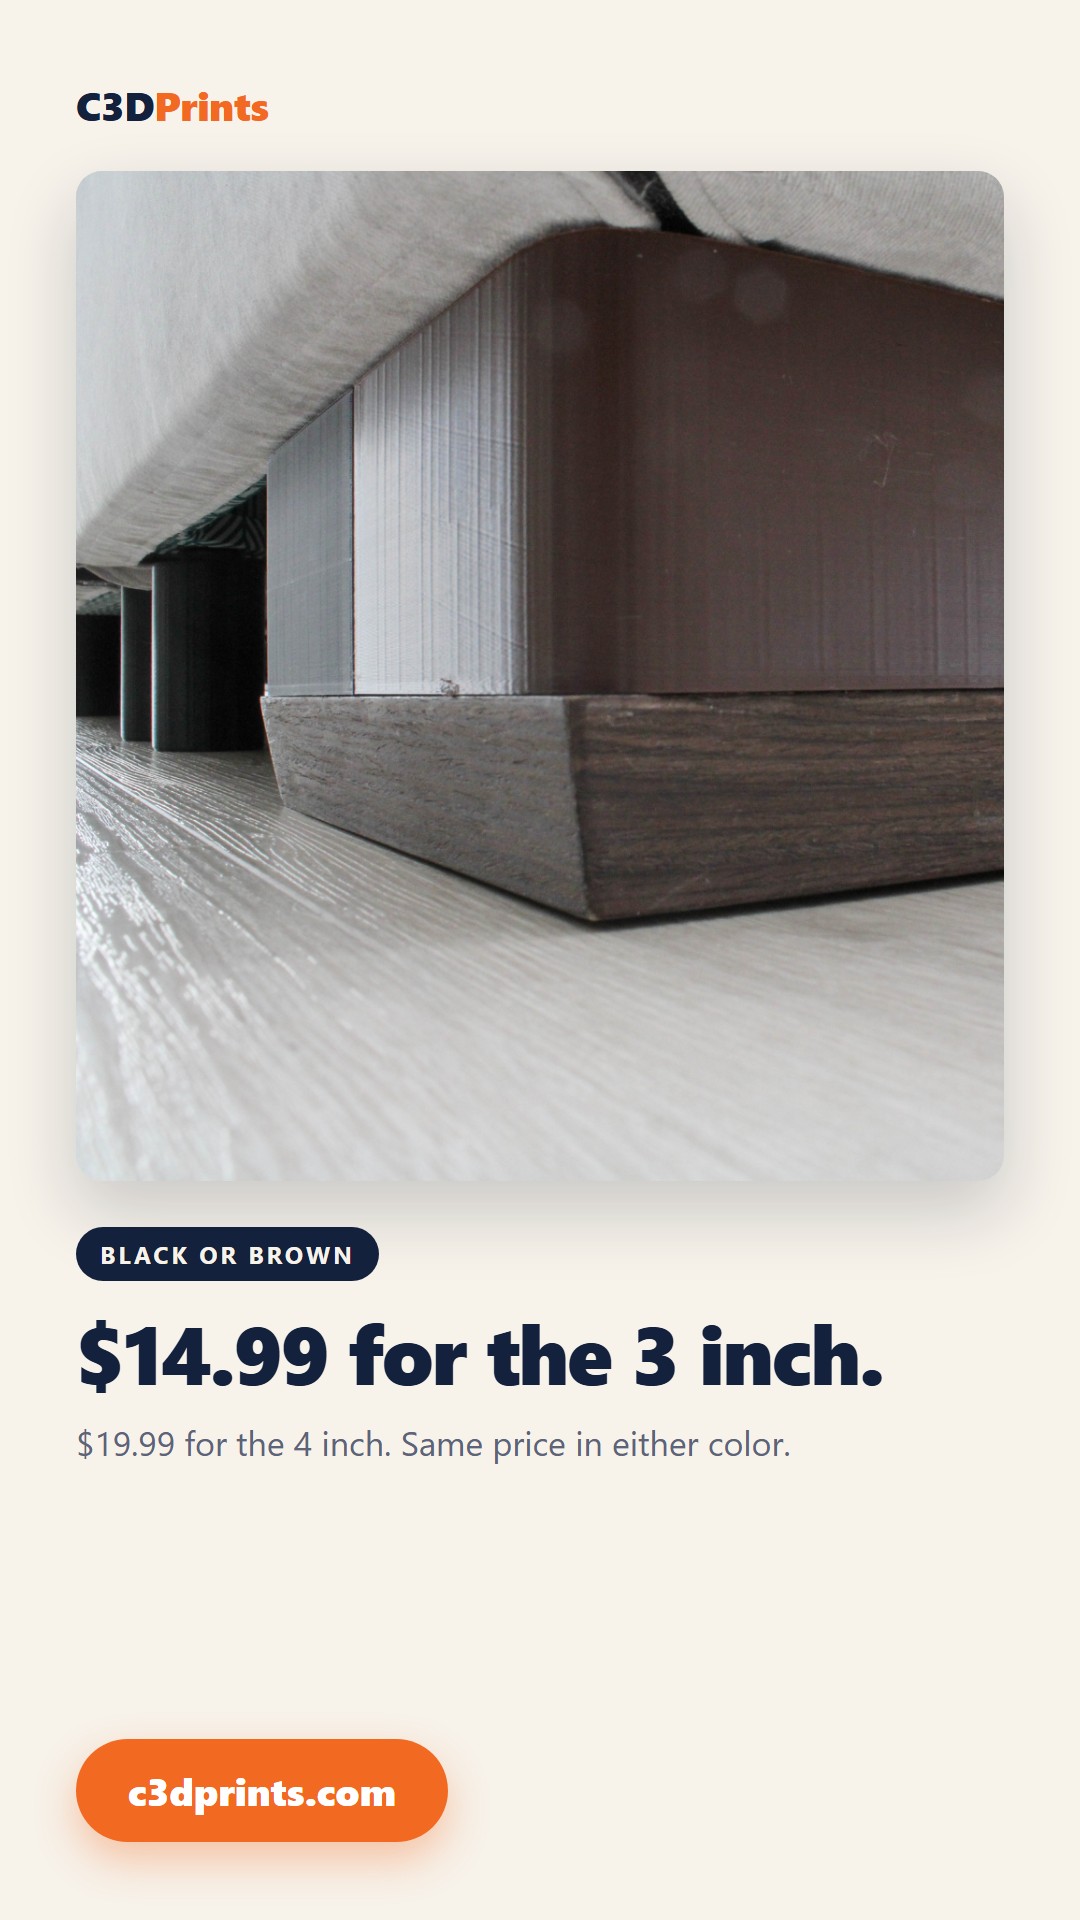 C3DPrints
BLACK OR BROWN
$14.99 for the 3 inch.
$19.99 for the 4 inch. Same price in either color.
c3dprints.com